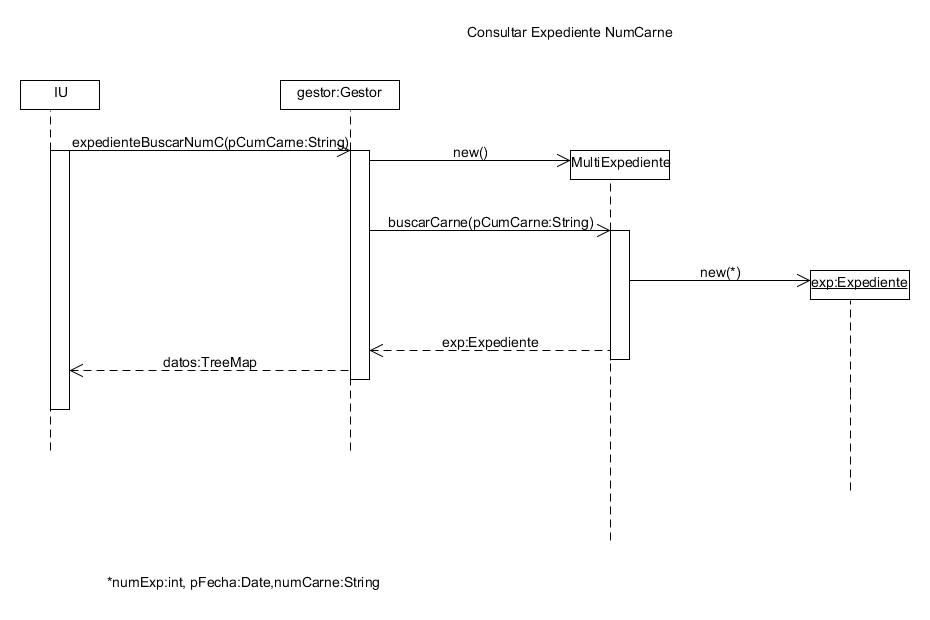 Consultar Expediente NumCarne
IU
gestor:Gestor
expedienteBuscarNumC(pCumCarne:String)
new()
MultiExpediente
buscarCarne(pCumCarne:String)
new(*)
exp:Expediente
exp:Expediente
datos:TreeMap
*numExp:int, pFecha:Date,numCarne:String